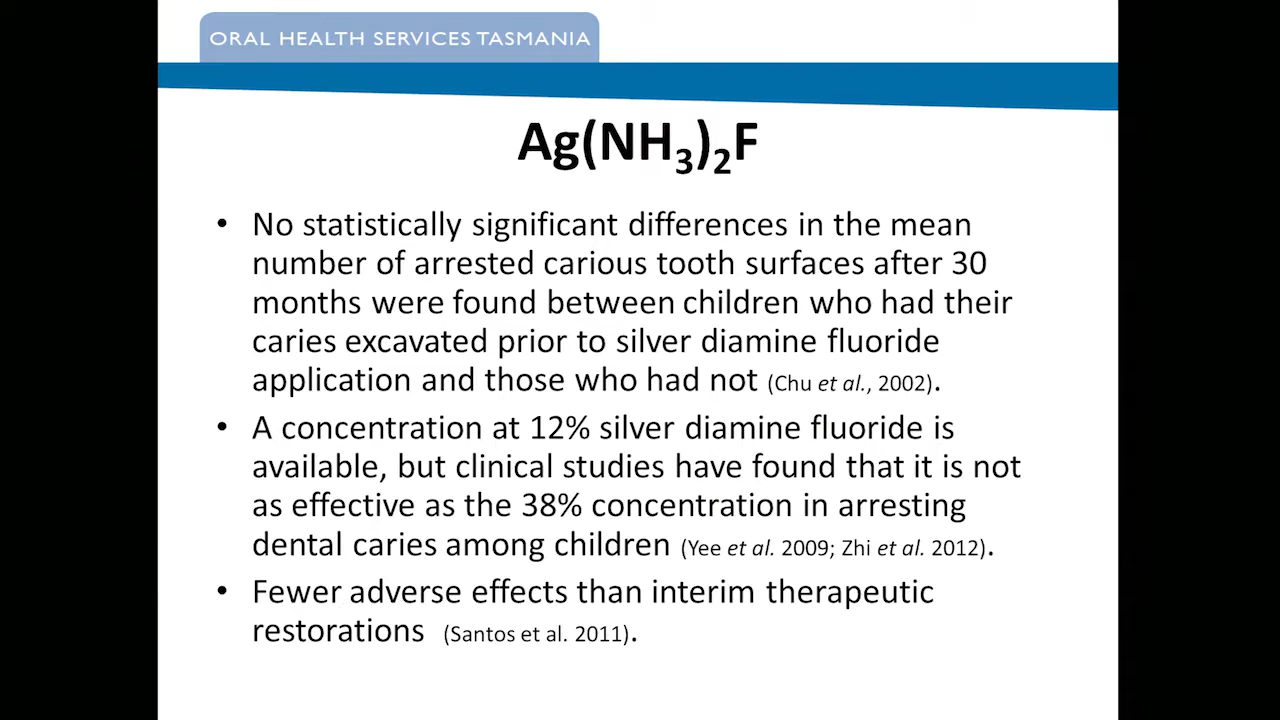 ORAL HEALTH SERVICES TASMANIA
Ag(NH₃)₂F
• No statistically significant differences in the mean
number of arrested carious tooth surfaces after 30
months were found between children who had their
caries excavated prior to silver diamine fluoride
application and those who had not (Chu et al., 2002).
• A concentration at 12% silver diamine fluoride is
available, but clinical studies have found that it is not
as effective as the 38% concentration in arresting
dental caries among children (Yee et al. 2009; Zhi et al. 2012).
• Fewer adverse effects than interim therapeutic
restorations (Santos et al. 2011).